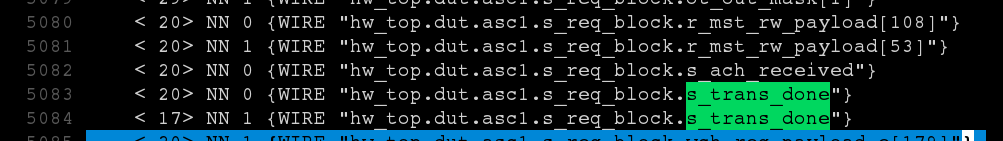 < 20> NN 0 {WIRE "hw_top.dut.asc1.s_req_block.r_mst_rw_payload[108]"}
5081 < 20> NN 1 {WIRE "hw_top.dut.asc1.s_req_block.r_mst_rw_payload[53]"}
5082 < 20> NN 0 {WIRE "hw_top.dut.asc1.s_req_block.s_ach_received"}
5083 < 20> NN 0 {WIRE "hw_top.dut.asc1.s_req_block.s_trans_done"}
5084 < 17> NN 1 {WIRE "hw_top.dut.asc1.s_req_block.s_trans_done"}